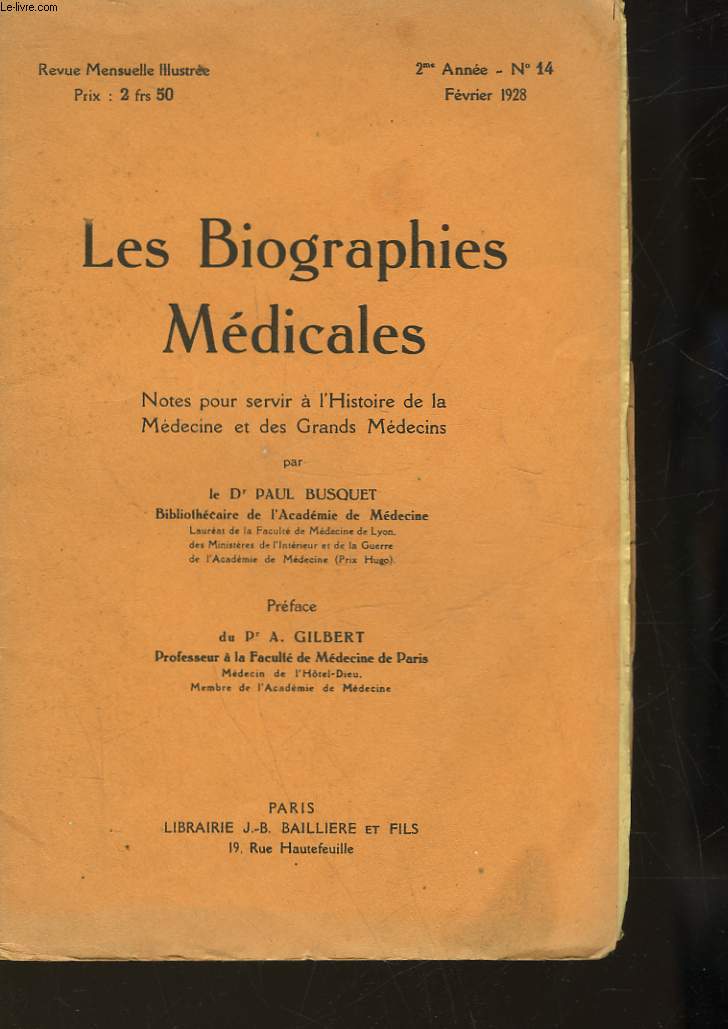 Le-livre.com
Revue Mensuelle Illustrée
Prix : 2 frs 50
2me Année - No 14
Février 1928
Les Biographies
Médicales
Notes pour servir à l'Histoire de la
Médecine et des Grands Médecins
par
le Dr PAUL BUSQUET
Bibliothécaire de l'Académie de Médecine
Lauréat de la Faculté de Médecine de Lyon,
des Ministères de l'Intérieur et de la Guerre
de l'Académie de Médecine (Prix Hugo).
Préface
du Pr A. GILBERT
Professeur à la Faculté de Médecine de Paris
Médecin de l'Hôtel-Dieu,
Membre de l'Académie de Médecine
PARIS
LIBRAIRIE J.-B. BAILLIERE ET FILS
19, Rue Hautefeuille